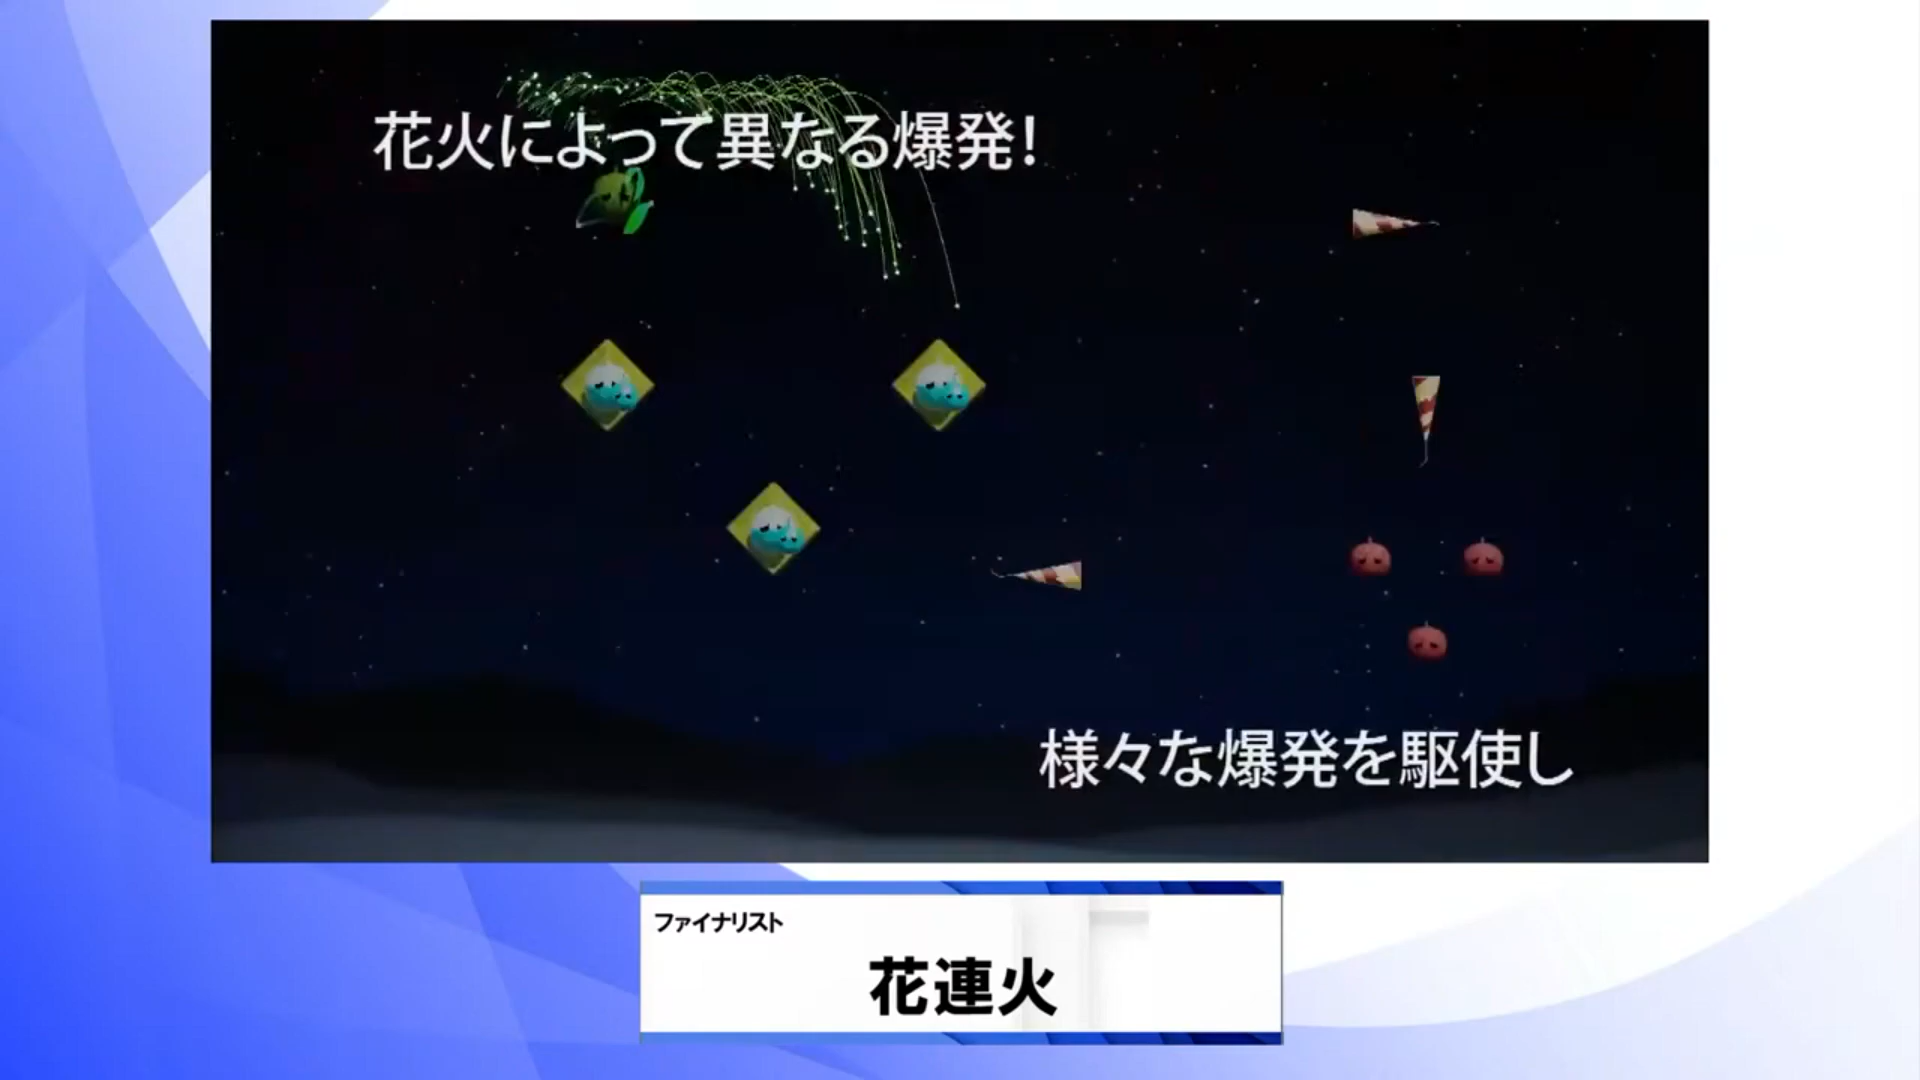 花火によって異なる爆発!
様々な爆発を駆使し
ファイナリスト
花連火